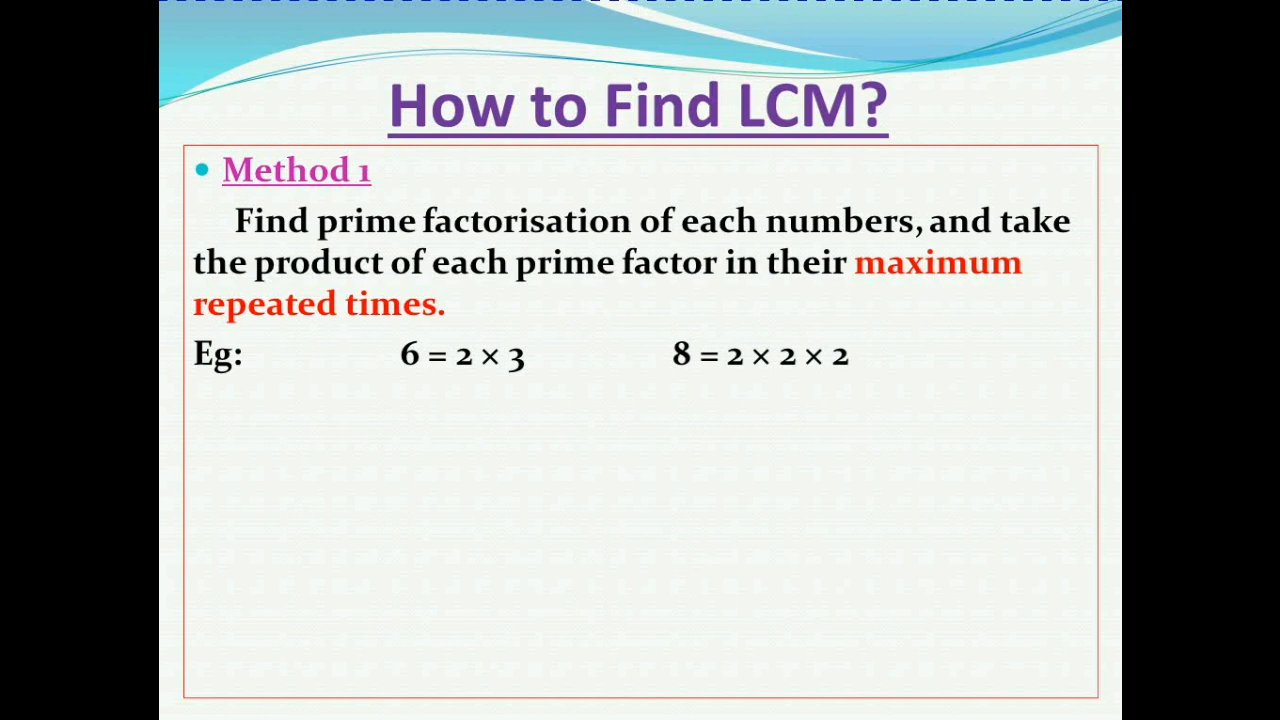 How to Find LCM?
• Method 1
Find prime factorisation of each numbers, and take
the product of each prime factor in their maximum
repeated times.
Eg: 6 = 2 × 3 8 = 2 × 2 × 2